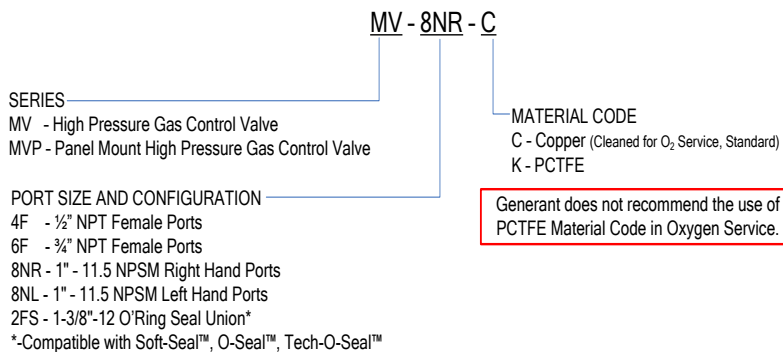 MV - 8NR - C
SERIES
MV - High Pressure Gas Control Valve
MVP - Panel Mount High Pressure Gas Control Valve
PORT SIZE AND CONFIGURATION
4F - ½" NPT Female Ports
6F - ¾" NPT Female Ports
8NR - 1" - 11.5 NPSM Right Hand Ports
8NL - 1" - 11.5 NPSM Left Hand Ports
2FS - 1-3/8"-12 O'Ring Seal Union*
*-Compatible with Soft-Seal™, O-Seal™, Tech-O-Seal™
MATERIAL CODE
C - Copper (Cleaned for O₂ Service, Standard)
K - PCTFE
Generant does not recommend the use of
PCTFE Material Code in Oxygen Service.